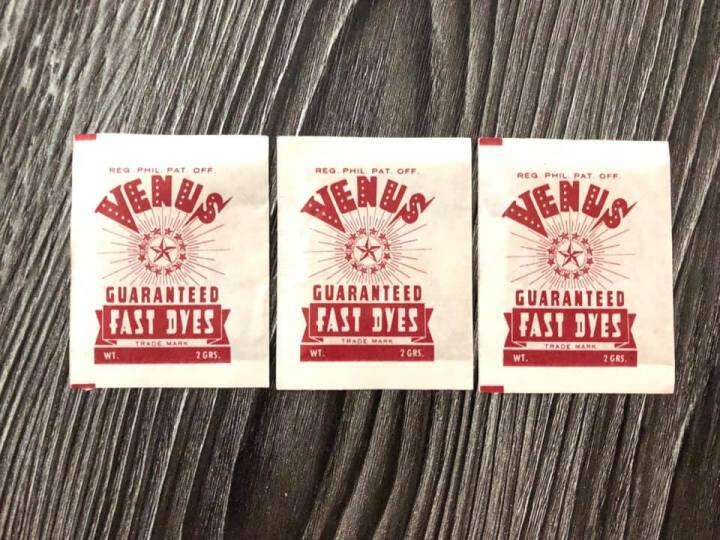 REG. PHIL. PAT. OFF.
VENUS
GUARANTEED
FAST DYES
TRADE MARK
WT. 2 GRS.
REG. PHIL. PAT. OFF.
VENUS
GUARANTEED
FAST DYES
TRADE MARK
WT. 2 GRS.
REG. PHIL. PAT. OFF.
VENUS
GUARANTEED
FAST DYES
TRADE MARK
WT. 2 GRS.